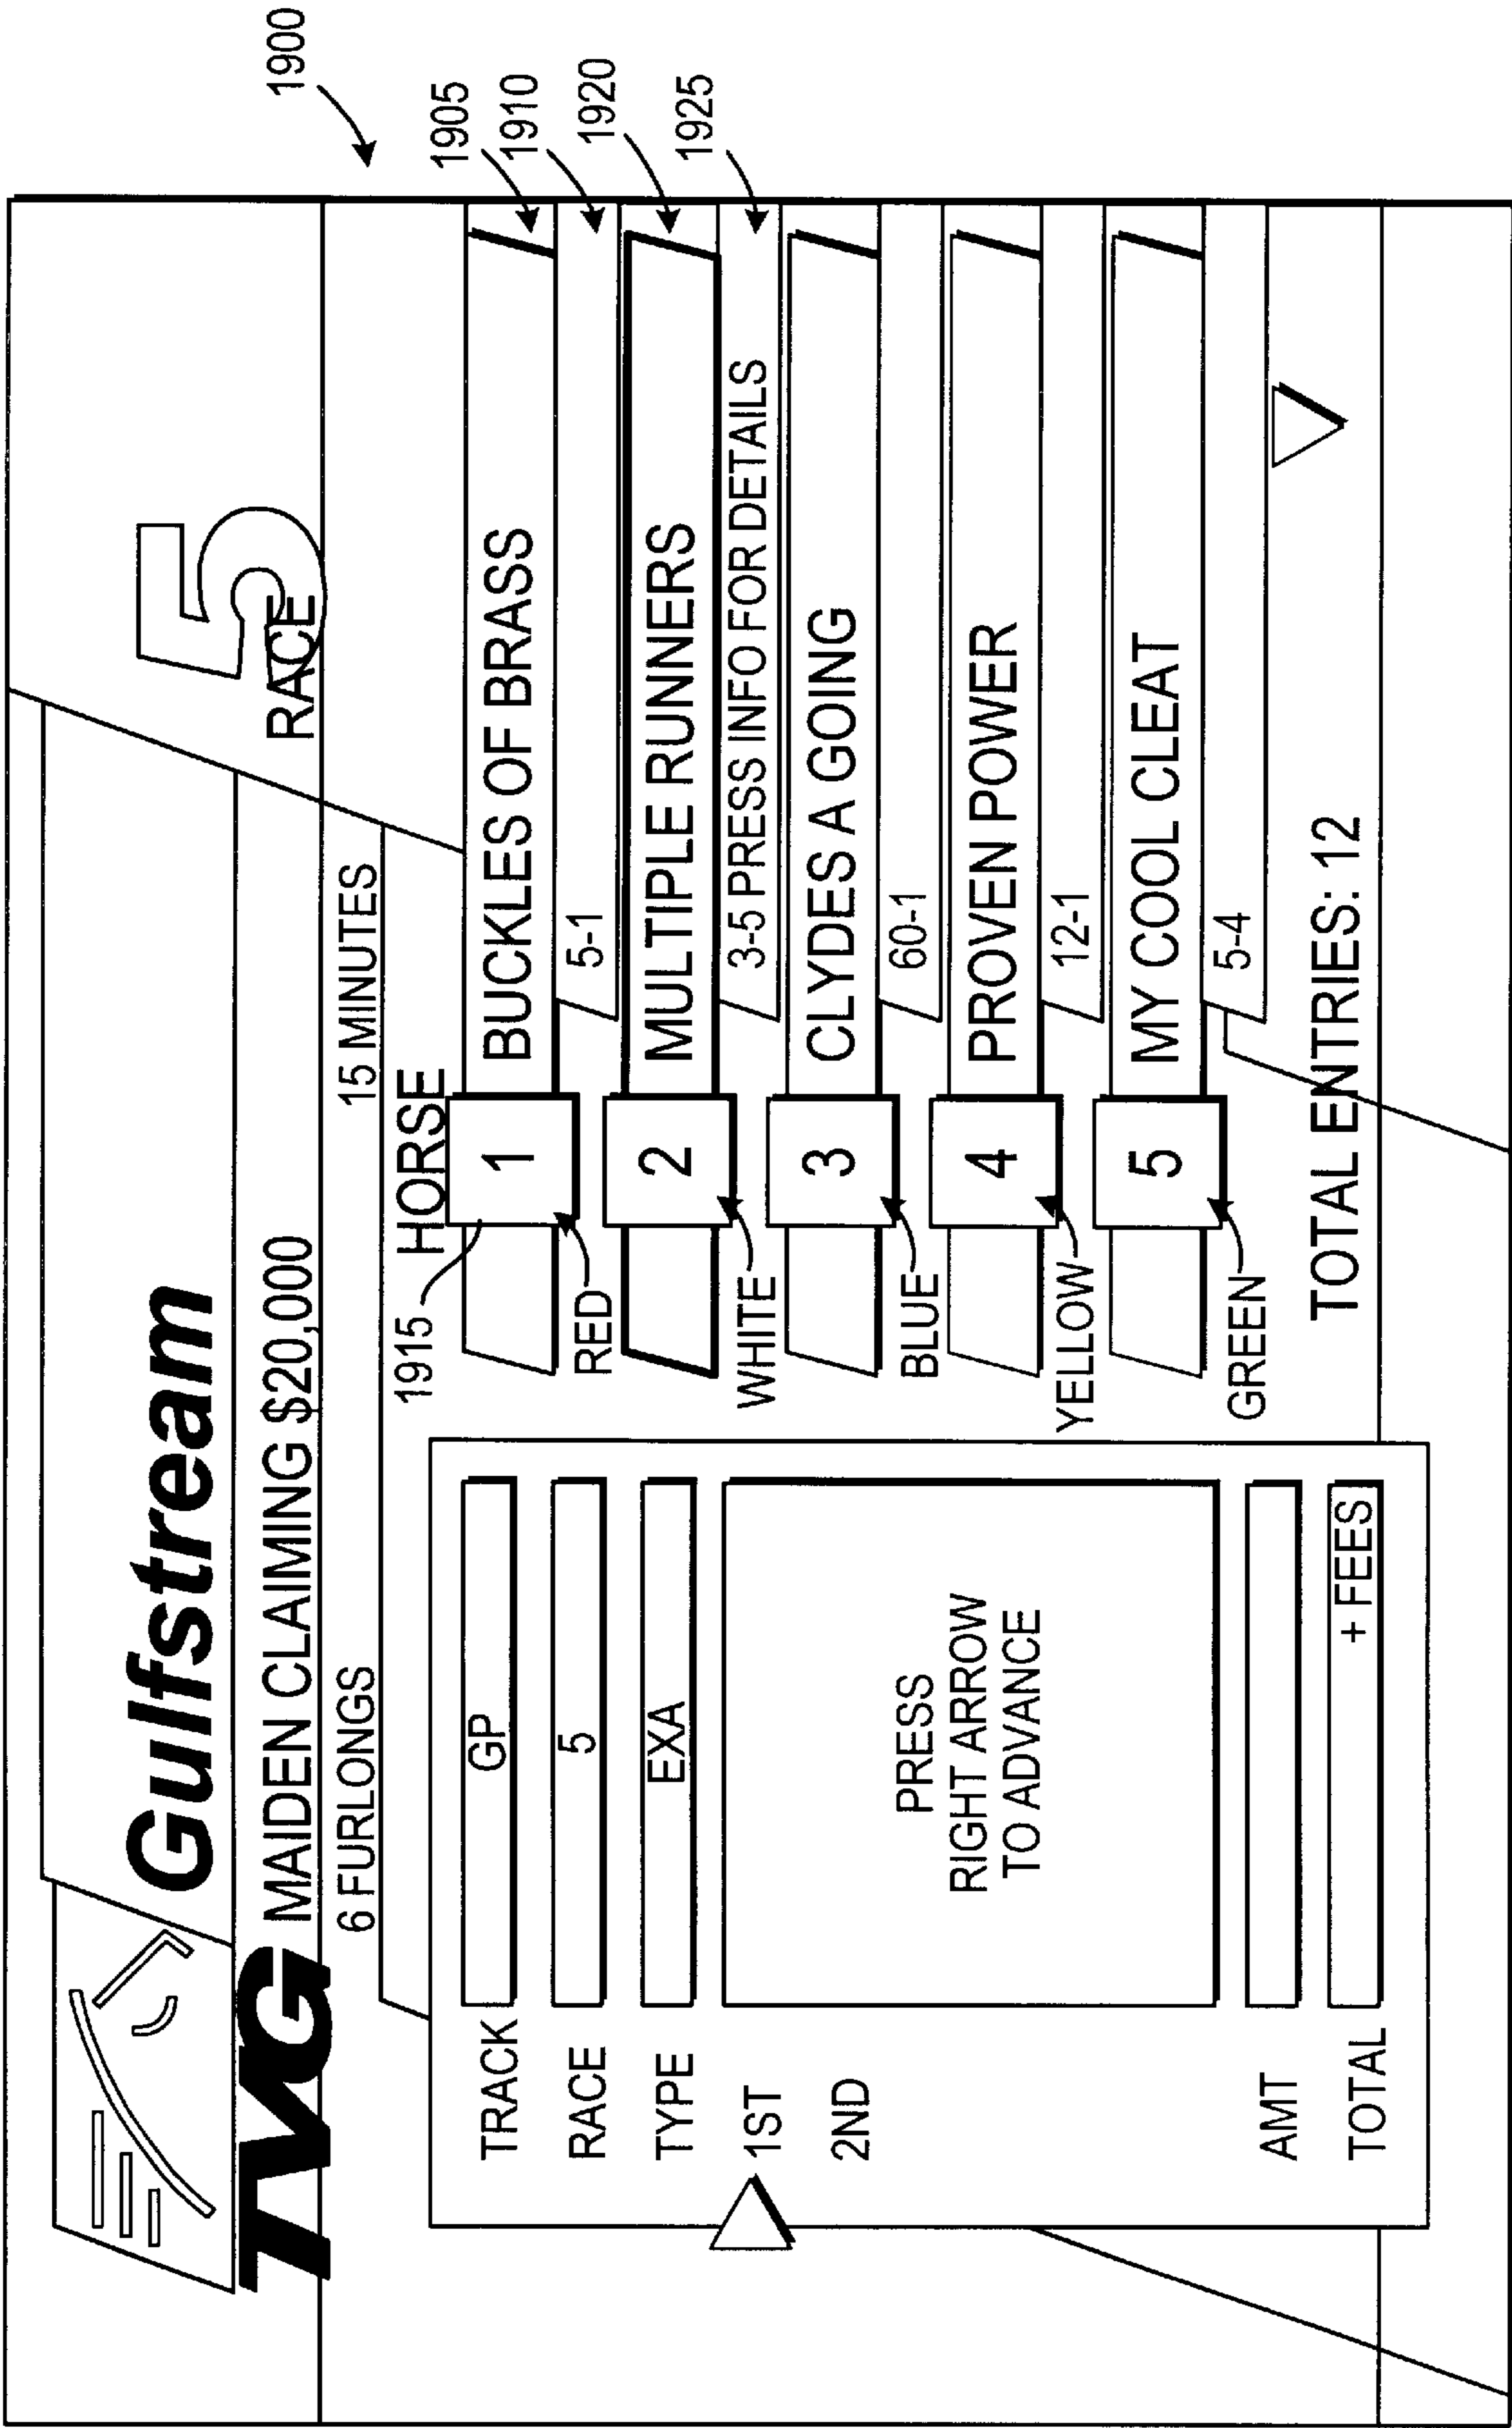 1900
Gulfstream
5
RACE
TVG
MAIDEN CLAIMING $20,000
6 FURLONGS
15 MINUTES
TRACK GP
RACE 5
TYPE EXA
1ST
2ND
PRESS
RIGHT ARROW
TO ADVANCE
AMT
TOTAL + FEES
1915
HORSE
1 BUCKLES OF BRASS
1905
RED
5-1
1910
2 MULTIPLE RUNNERS
1920
WHITE
3-5 PRESS INFO FOR DETAILS
1925
3 CLYDES A GOING
BLUE
60-1
4 PROVEN POWER
YELLOW
12-1
5 MY COOL CLEAT
GREEN
5-4
TOTAL ENTRIES: 12